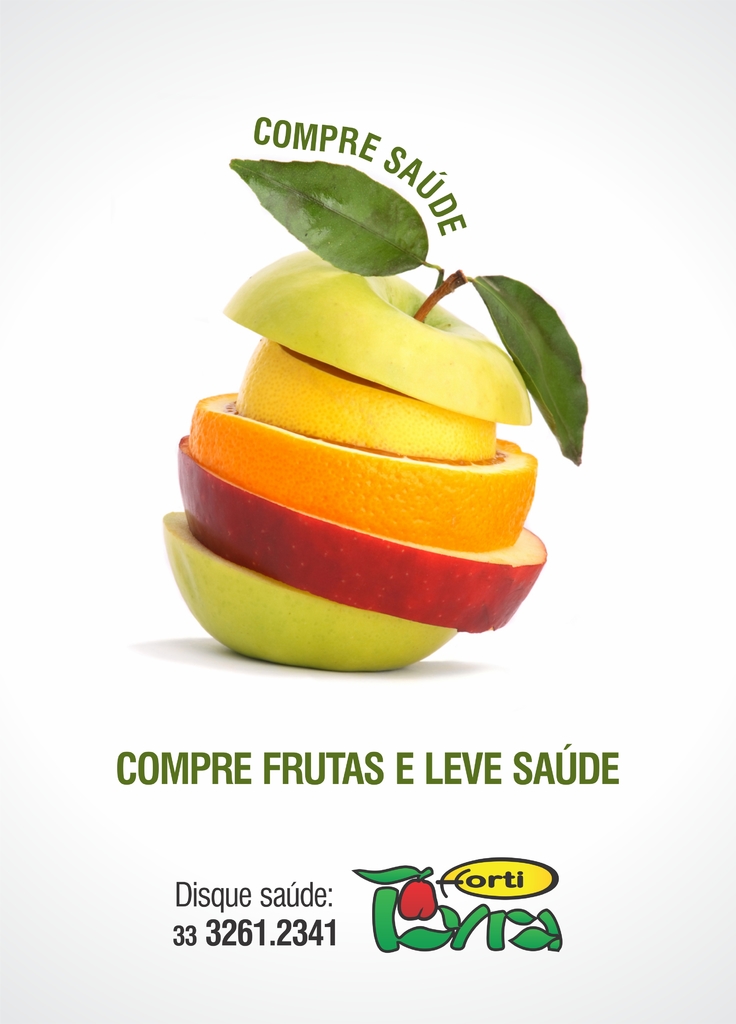 COMPRE SAÚDE
COMPRE FRUTAS E LEVE SAÚDE
Disque saúde:
33 3261.2341
forti